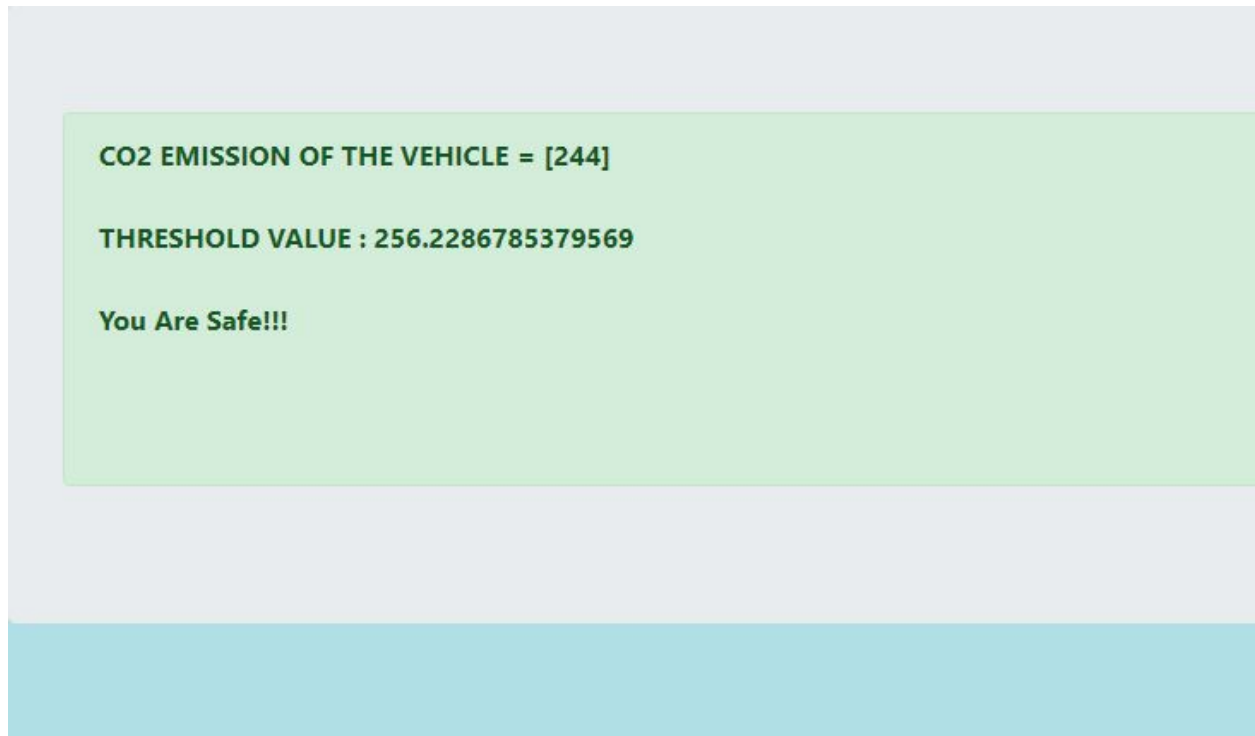 CO2 EMISSION OF THE VEHICLE = [244]
THRESHOLD VALUE : 256.2286785379569
You Are Safe!!!